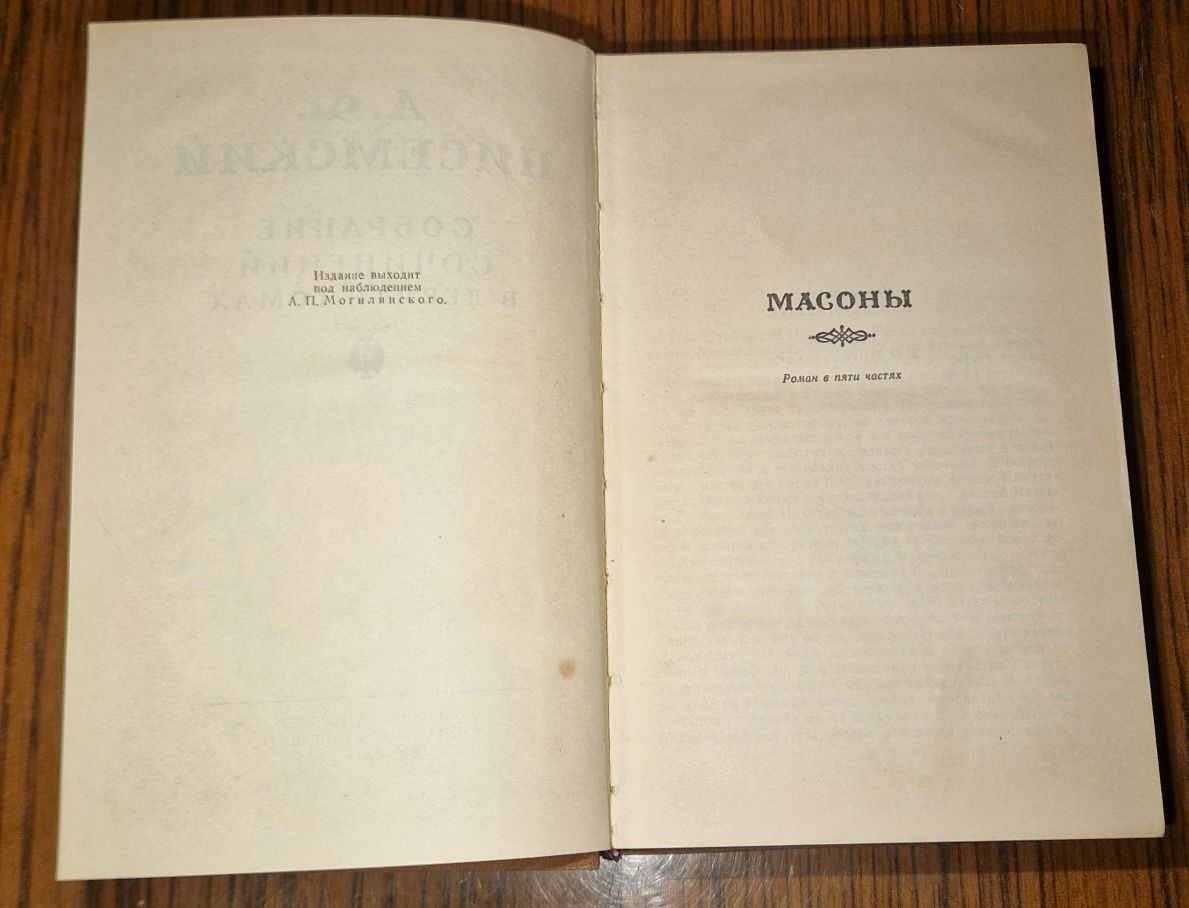 Издание выходит
под наблюдением
А. П. Могилянского.
МАСОНЫ
Роман в пяти частях